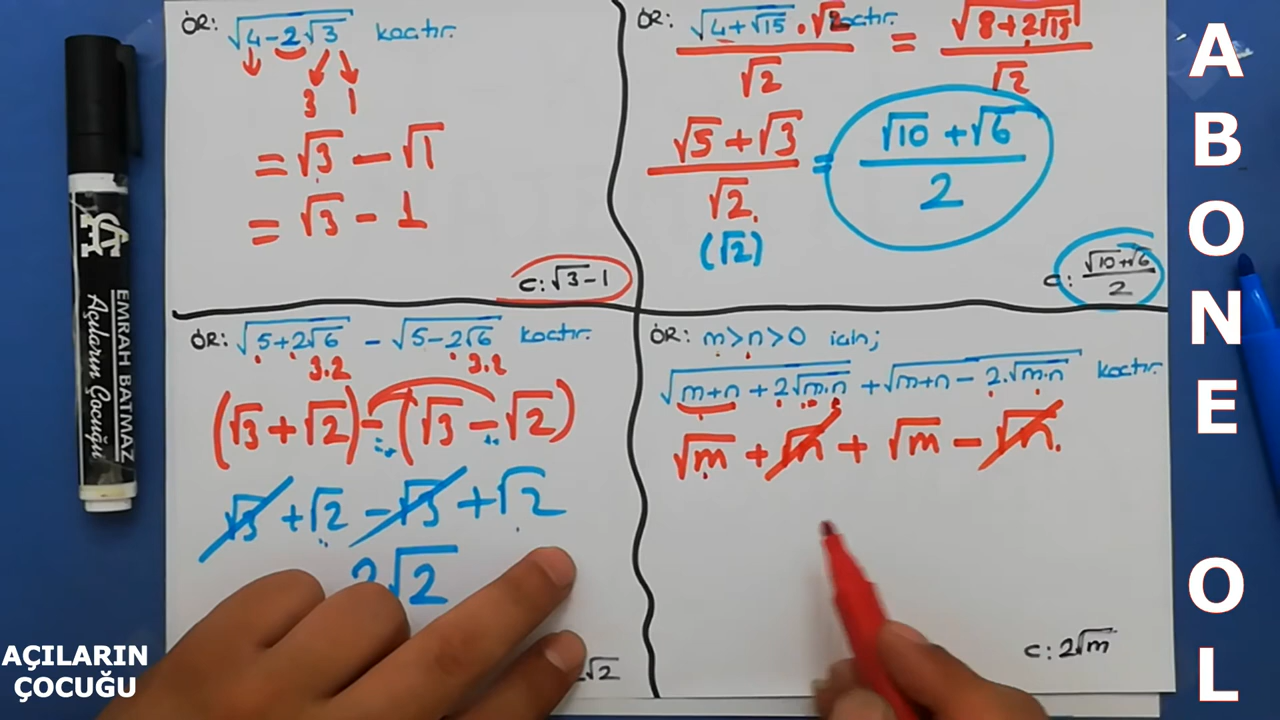 ÖR: √4-2√3 kaçtır.
3 1
= √3 - √1
= √3 - 1
C: √3-1
ÖR: √4+√15 . √2 kaçtır. / √2 = √8+2√15 / √2
√5+√3 / √2 = √10+√6 / 2
(√2)
C: √10+√6 / 2
ÖR: √5+2√6 - √5-2√6 kaçtır.
3.2 3.2
(√3+√2) - (√3-√2)
√3 + √2 - √3 + √2
2√2
2√2
ÖR: m>n>0 için;
√m+n+2√m.n + √m+n-2.√m.n kaçtır.
√m + √n + √m - √n.
C: 2√m
EMRAH BATMAZ
Açıların Çocuğu
ABONE
OL
AÇILARIN
ÇOCUĞU